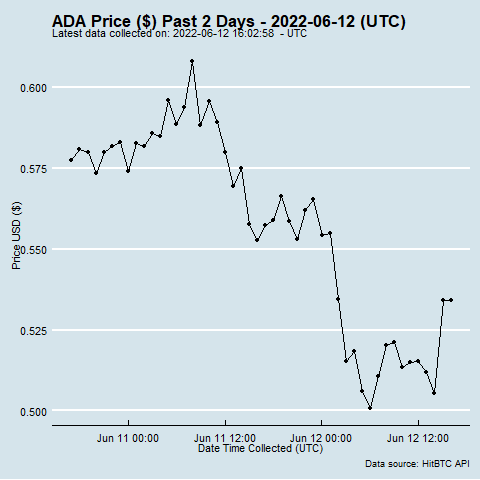 ADA Price ($) Past 2 Days - 2022-06-12 (UTC)
Latest data collected on: 2022-06-12 16:02:58 - UTC
Price USD ($)
0.600
0.575
0.550
0.525
0.500
Jun 11 00:00 Jun 11 12:00 Jun 12 00:00 Jun 12 12:00
Date Time Collected (UTC)
Data source: HitBTC API